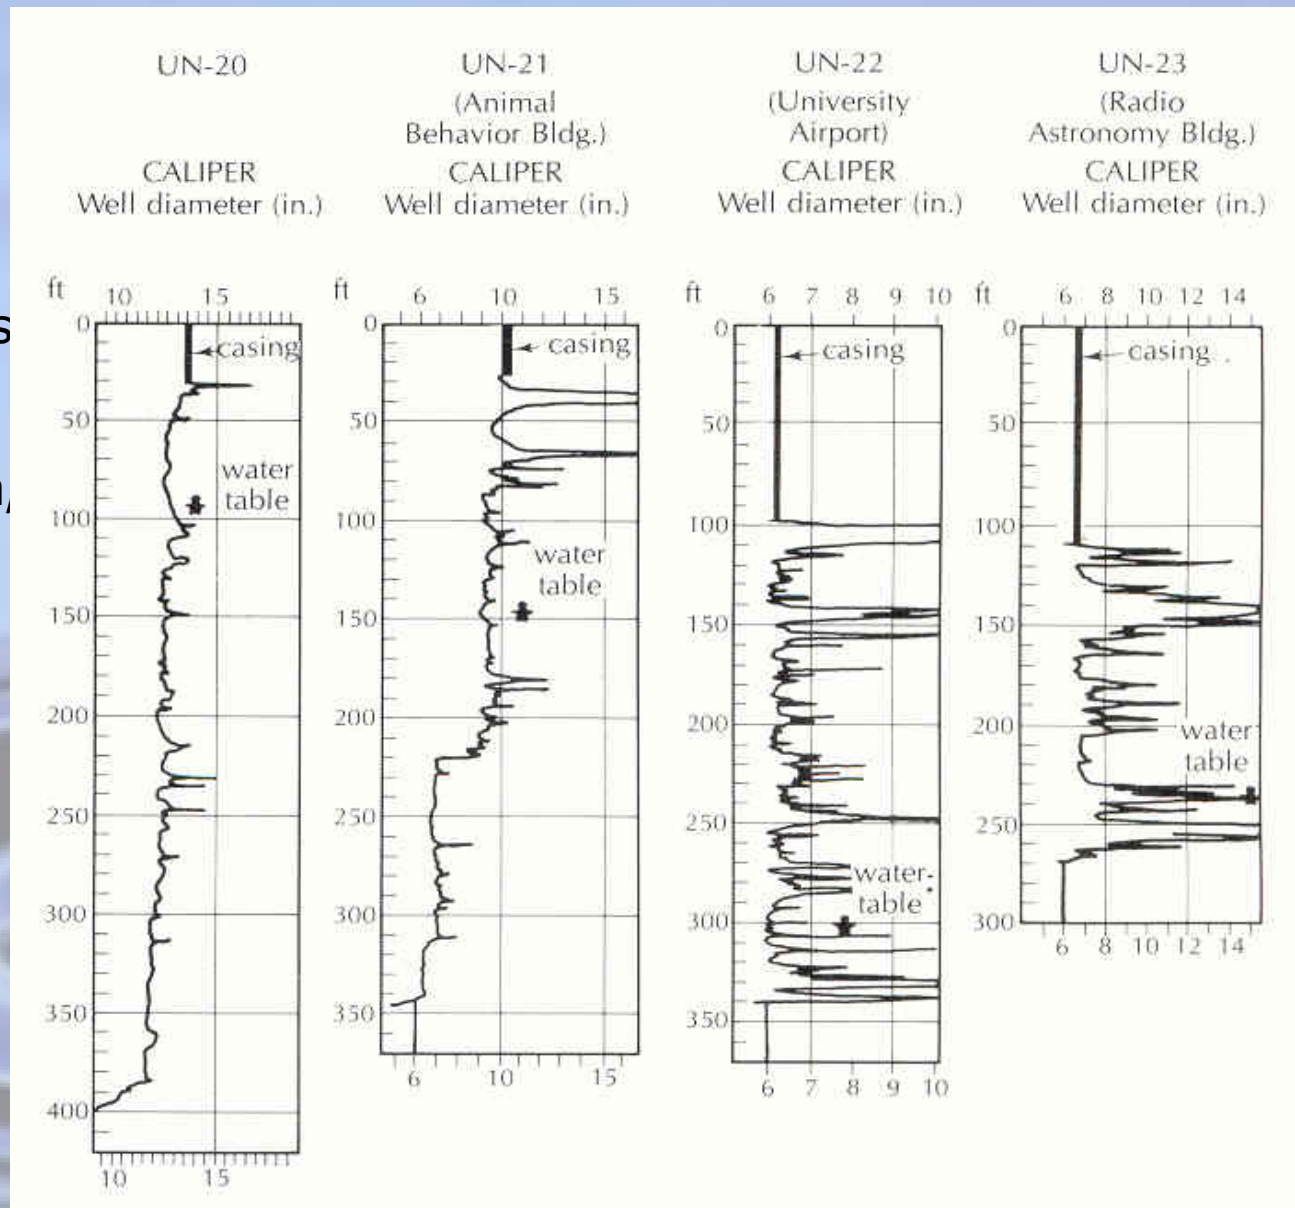 UN-20
CALIPER
Well diameter (in.)
ft 10 15
0
50
100
150
200
250
300
350
400
casing
water
table
10 15
UN-21
(Animal
Behavior Bldg.)
CALIPER
Well diameter (in.)
ft 6 10 15
0
50
100
150
200
250
300
350
casing
water
table
6 10 15
UN-22
(University
Airport)
CALIPER
Well diameter (in.)
ft 6 7 8 9 10
0
50
100
150
200
250
300
350
casing
water-
table
6 7 8 9 10
UN-23
(Radio
Astronomy Bldg.)
CALIPER
Well diameter (in.)
ft 6 8 10 12 14
0
50
100
150
200
250
300
casing
water
table
6 8 10 12 14